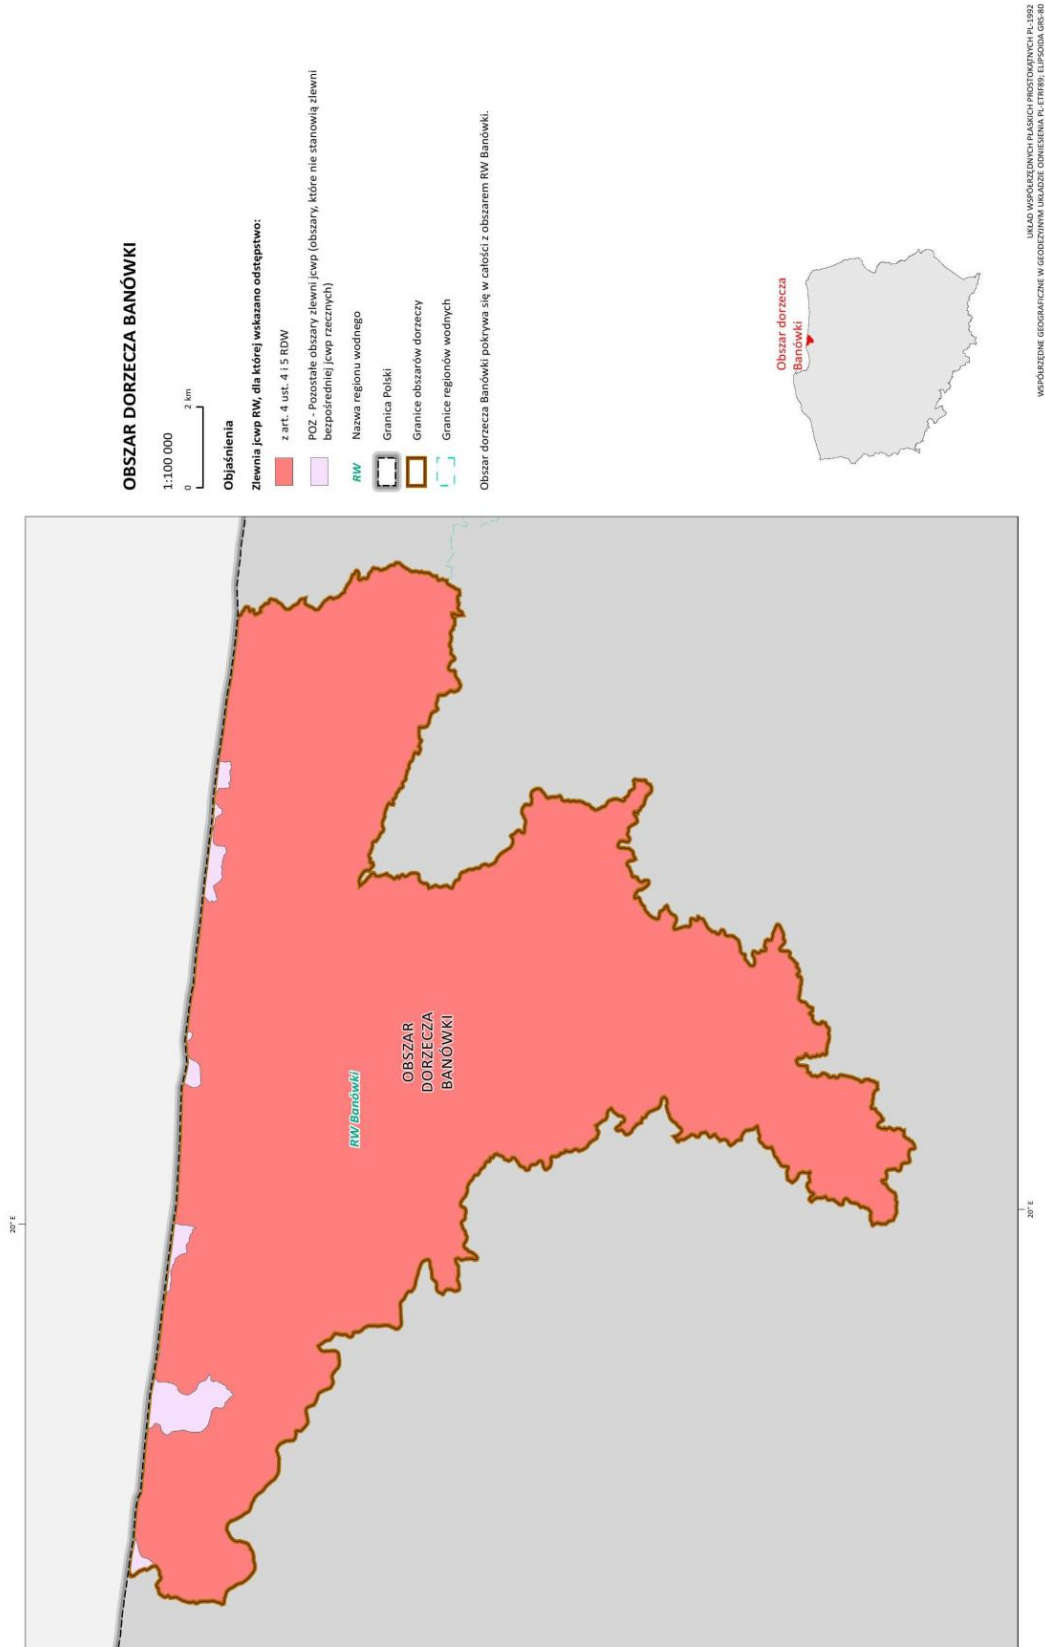 OBSZAR DORZECZA BANÓWKI
1:100 000
0 2 km
Objaśnienia
Zlewnia jcwp RW, dla której wskazano odstępstwo:
z art. 4 ust. 4 i 5 RDW
POZ - Pozostałe obszary zlewni jcwp (obszary, które nie stanowią zlewni
bezpośredniej jcwp rzecznych)
RW Nazwa regionu wodnego
Granica Polski
Granice obszarów dorzeczy
Granice regionów wodnych
Obszar dorzecza Banówki pokrywa się w całości z obszarem RW Banówki.
20° E
RW Banówki
OBSZAR
DORZECZA
BANÓWKI
20° E
Obszar dorzecza
Banówki
UKŁAD WSPÓŁRZĘDNYCH PŁASKICH PROSTOKĄTNYCH PL-1992
WSPÓŁRZĘDNE GEOGRAFICZNE W GEODEZYJNYM UKŁADZIE ODNIESIENIA PL-ETRF89; ELIPSOIDA GRS-80